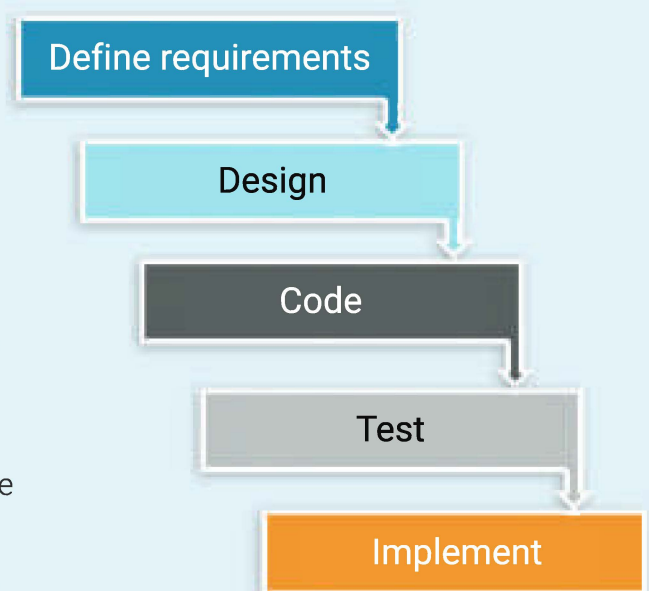 Define requirements
Design
Code
Test
e
Implement